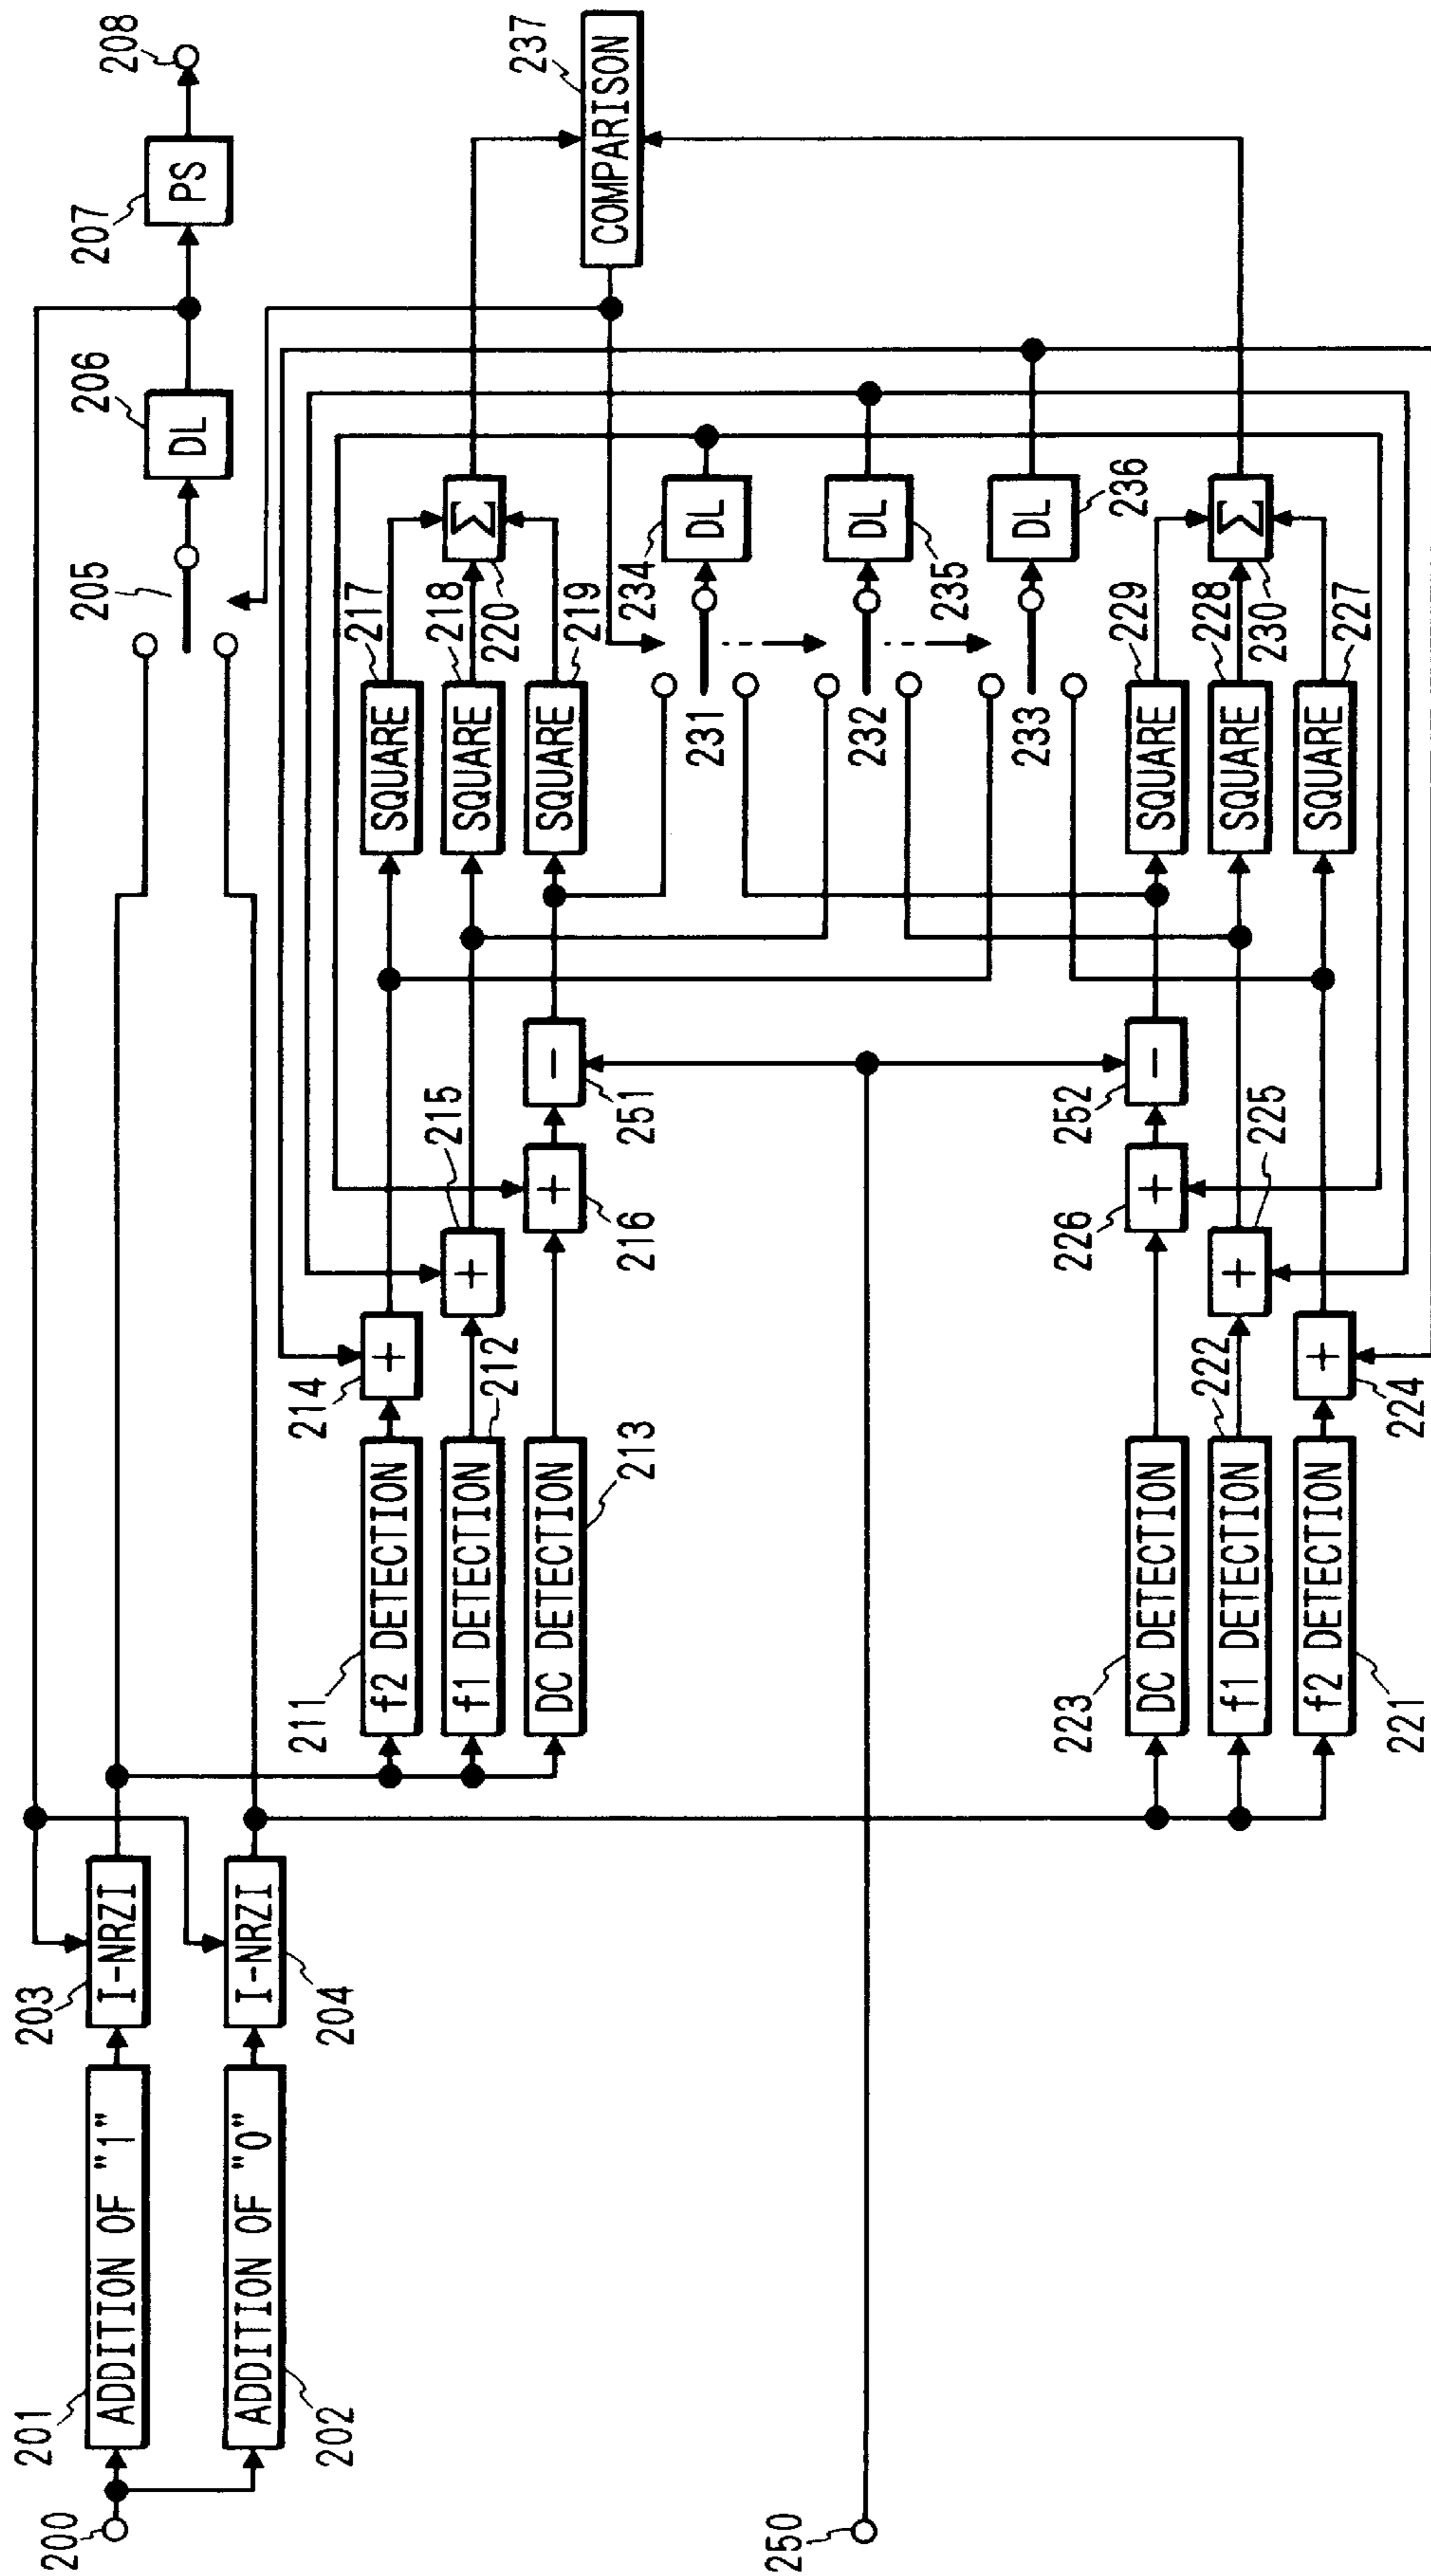 200
201
ADDITION OF "1"
203
I-NRZI
205
206
DL
207
PS
208
202
ADDITION OF "0"
204
I-NRZI
211
f2 DETECTION
214
+
217
SQUARE
f1 DETECTION
212
+
215
SQUARE
218
Σ
220
DC DETECTION
213
+
216
−
251
SQUARE
219
237
COMPARISON
231
234
DL
250
232
DL
235
233
DL
236
223
DC DETECTION
226
+
252
−
SQUARE
229
f1 DETECTION
222
+
225
SQUARE
228
Σ
230
f2 DETECTION
221
+
224
SQUARE
227